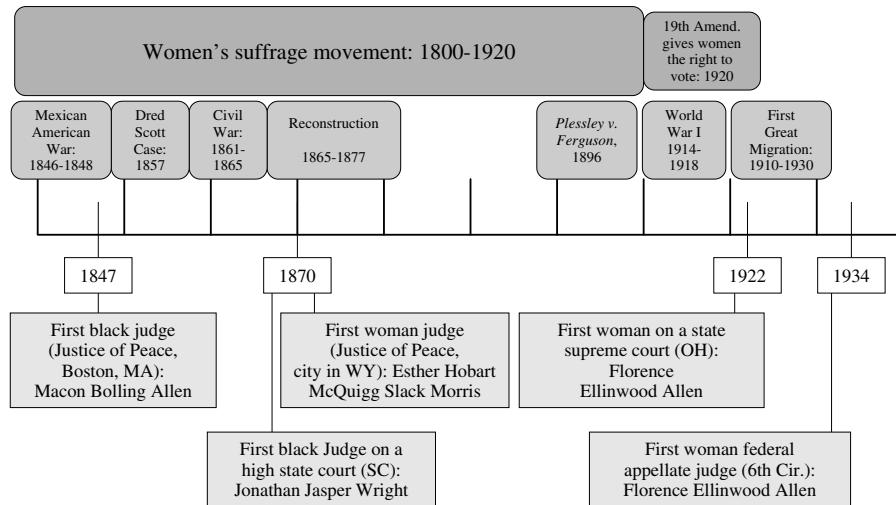 Women's suffrage movement: 1800-1920
19th Amend.
gives women
the right to
vote: 1920
Mexican
American
War:
1846-1848
Dred
Scott
Case:
1857
Civil
War:
1861-
1865
Reconstruction
1865-1877
Plessley v.
Ferguson,
1896
World
War I
1914-
1918
First
Great
Migration:
1910-1930
1847
1870
1922
1934
First black judge
(Justice of Peace,
Boston, MA):
Macon Bolling Allen
First woman judge
(Justice of Peace,
city in WY): Esther Hobart
McQuigg Slack Morris
First woman on a state
supreme court (OH):
Florence
Ellinwood Allen
First black Judge on a
high state court (SC):
Jonathan Jasper Wright
First woman federal
appellate judge (6th Cir.):
Florence Ellinwood Allen